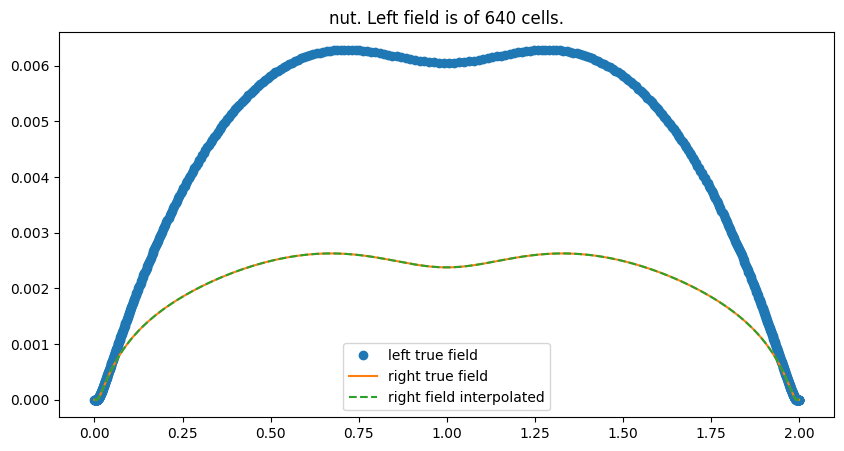 nut. Left field is of 640 cells.
0.006
0.005
0.004
0.003
0.002
0.001
0.000
left true field
right true field
right field interpolated
0.00 0.25 0.50 0.75 1.00 1.25 1.50 1.75 2.00